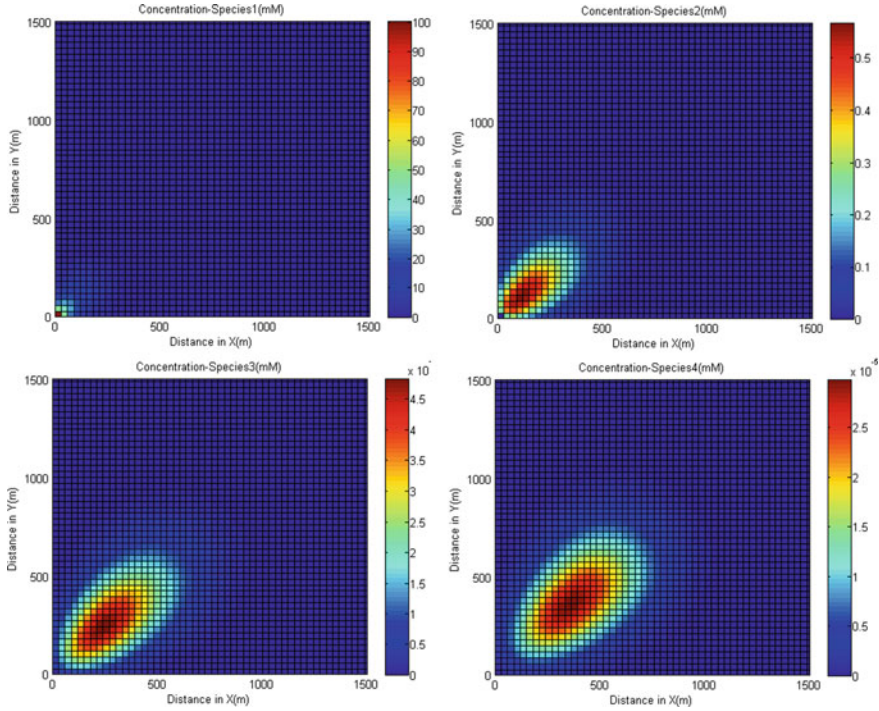 Concentration-Species1(mM)
1500
1000
500
0
0 500 1000 1500
Distance in X(m)
Distance in Y(m)
100
90
80
70
60
50
40
30
20
10
0
Concentration-Species2(mM)
1500
1000
500
0
0 500 1000 1500
Distance in X(m)
Distance in Y(m)
0.5
0.4
0.3
0.2
0.1
0
Concentration-Species3(mM)
1500
1000
500
0
0 500 1000 1500
Distance in X(m)
Distance in Y(m)
x 10
4.5
4
3.5
3
2.5
2
1.5
1
0.5
0
Concentration-Species4(mM)
1500
1000
500
0
0 500 1000 1500
Distance in X(m)
Distance in Y(m)
x 10
2.5
2
1.5
1
0.5
0